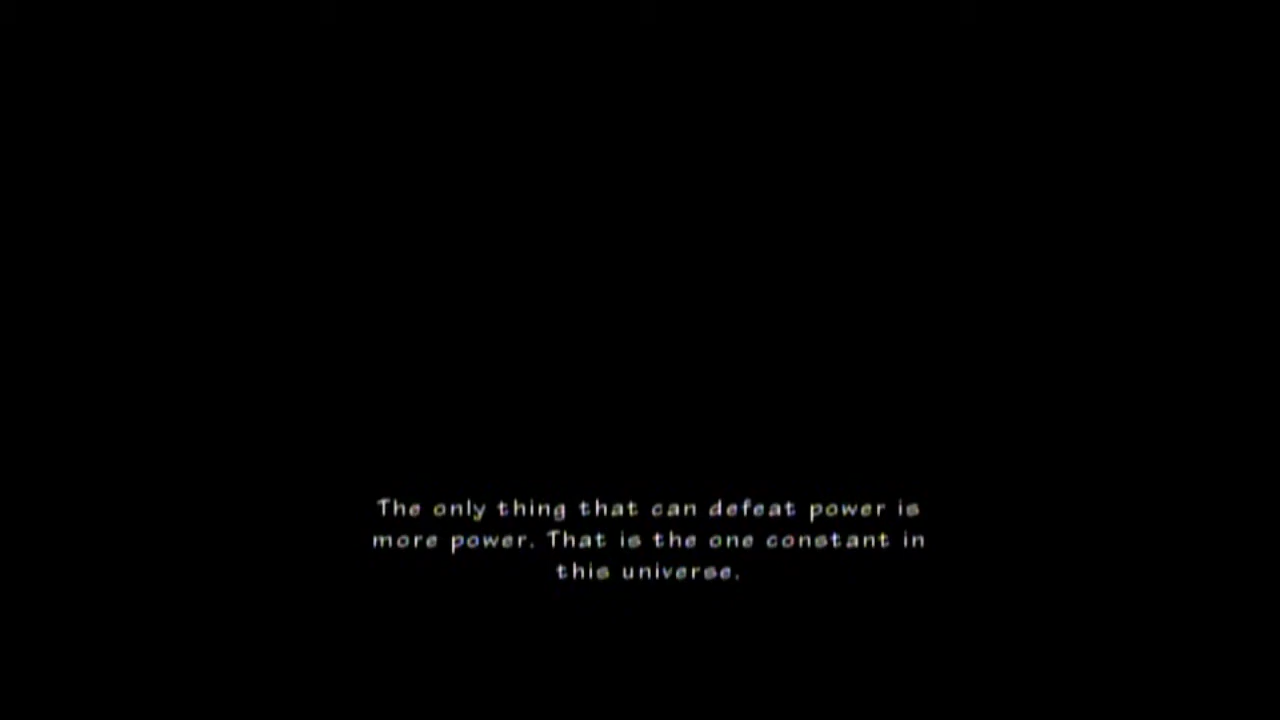 The only thing that can defeat power is
more power. That is the one constant in
this universe.